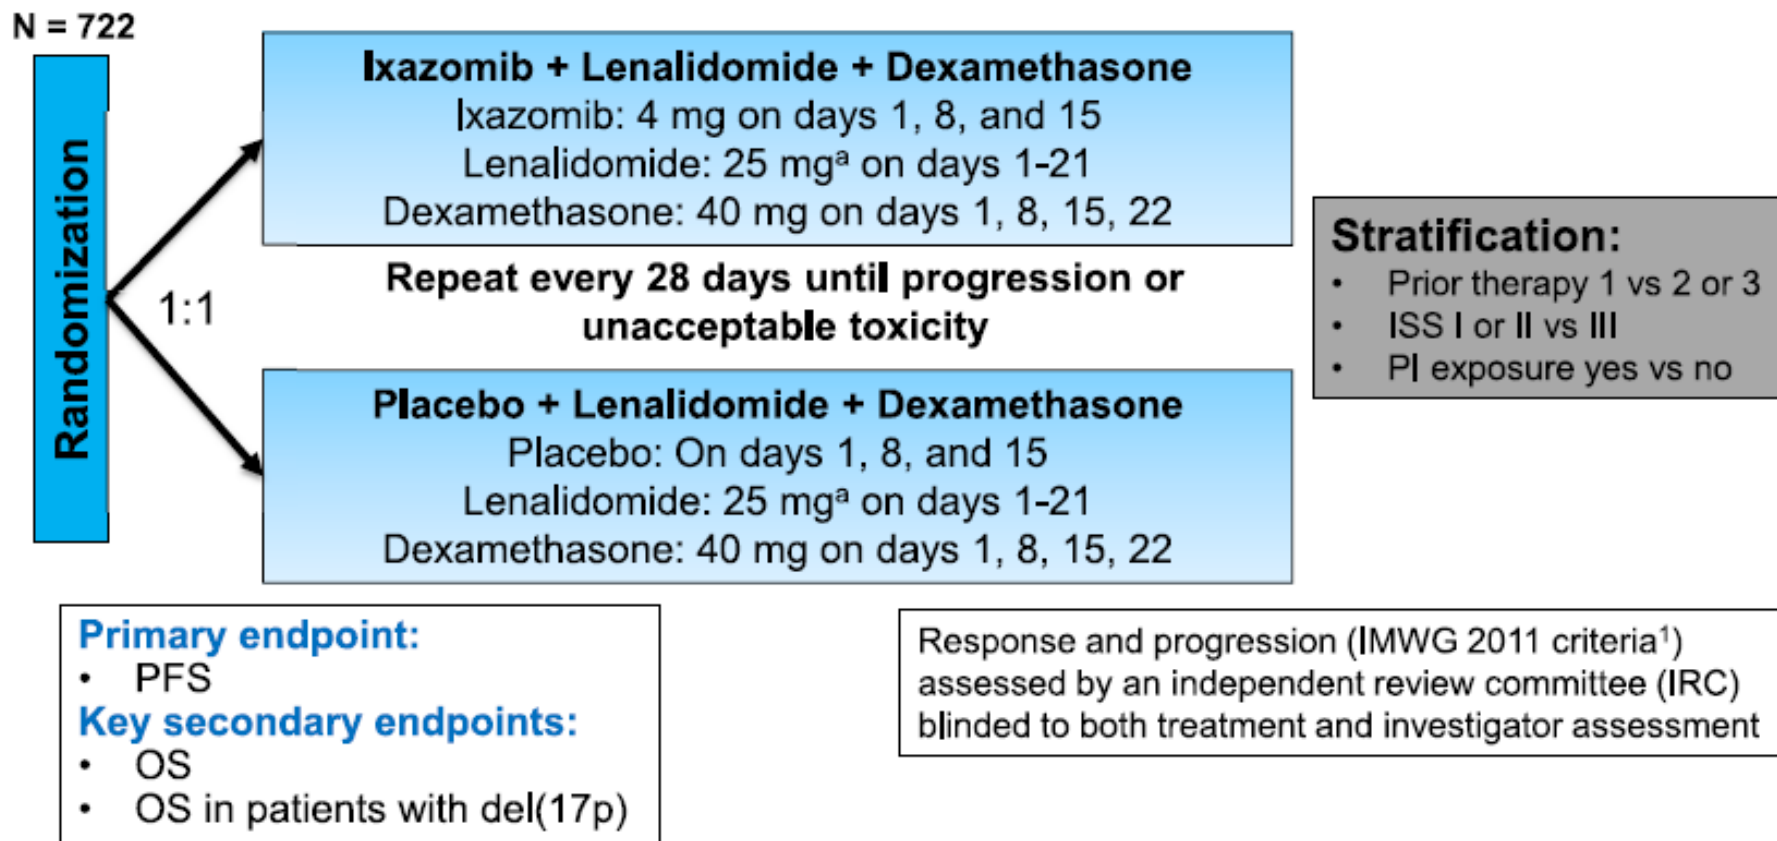 N = 722
Randomization
1:1
Ixazomib + Lenalidomide + Dexamethasone
Ixazomib: 4 mg on days 1, 8, and 15
Lenalidomide: 25 mgᵃ on days 1-21
Dexamethasone: 40 mg on days 1, 8, 15, 22
Repeat every 28 days until progression or
unacceptable toxicity
Placebo + Lenalidomide + Dexamethasone
Placebo: On days 1, 8, and 15
Lenalidomide: 25 mgᵃ on days 1-21
Dexamethasone: 40 mg on days 1, 8, 15, 22
Stratification:
• Prior therapy 1 vs 2 or 3
• ISS I or II vs III
• PI exposure yes vs no
Primary endpoint:
• PFS
Key secondary endpoints:
• OS
• OS in patients with del(17p)
Response and progression (IMWG 2011 criteria¹)
assessed by an independent review committee (IRC)
blinded to both treatment and investigator assessment